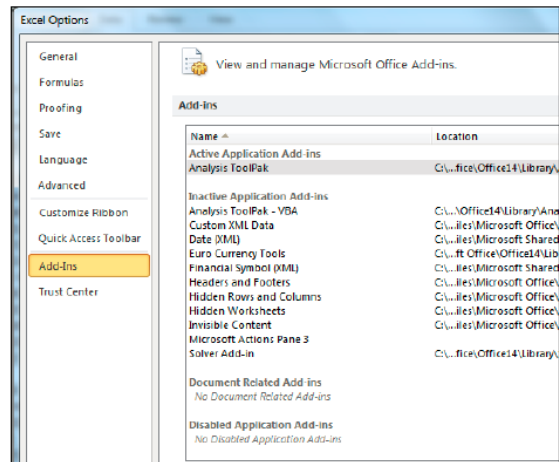 Excel Options
General
Formulas
Proofing
Save
Language
Advanced
Customize Ribbon
Quick Access Toolbar
Add-Ins
Trust Center
View and manage Microsoft Office Add-ins.
Add-ins
Name Location
Active Application Add-ins
Analysis ToolPak C:\...fice\Office14\Library\
Inactive Application Add-ins
Analysis ToolPak - VBA C:\...\Office14\Library\Ana
Custom XML Data C:\...iles\Microsoft Office\
Date (XML) C:\...iles\Microsoft Shared
Euro Currency Tools C:\...ft Office\Office14\Lib
Financial Symbol (XML) C:\...iles\Microsoft Shared
Headers and Footers C:\...iles\Microsoft Office\
Hidden Rows and Columns C:\...iles\Microsoft Office\
Hidden Worksheets C:\...iles\Microsoft Office\
Invisible Content C:\...iles\Microsoft Office\
Microsoft Actions Pane 3
Solver Add-in C:\...fice\Office14\Library\
Document Related Add-ins
No Document Related Add-ins
Disabled Application Add-ins
No Disabled Application Add-ins